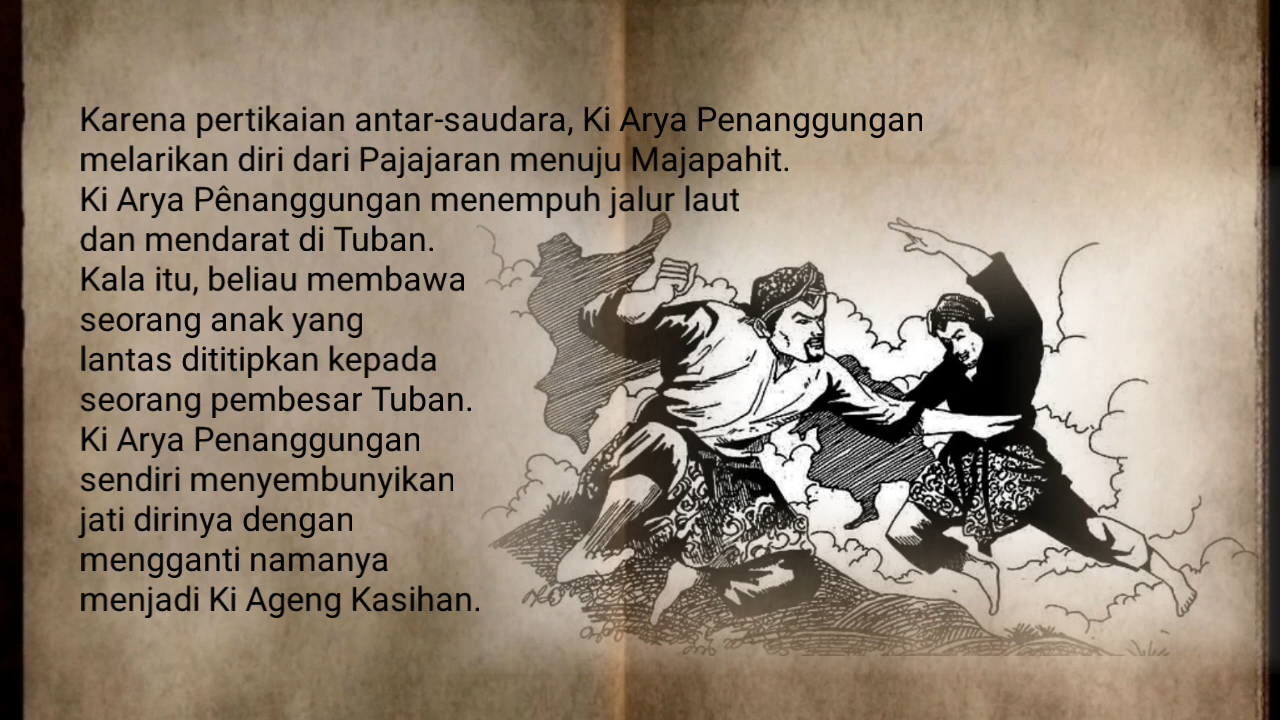 Karena pertikaian antar-saudara, Ki Arya Penanggungan
melarikan diri dari Pajajaran menuju Majapahit.
Ki Arya Pênanggungan menempuh jalur laut
dan mendarat di Tuban.
Kala itu, beliau membawa
seorang anak yang
lantas dititipkan kepada
seorang pembesar Tuban.
Ki Arya Penanggungan
sendiri menyembunyikan
jati dirinya dengan
mengganti namanya
menjadi Ki Ageng Kasihan.